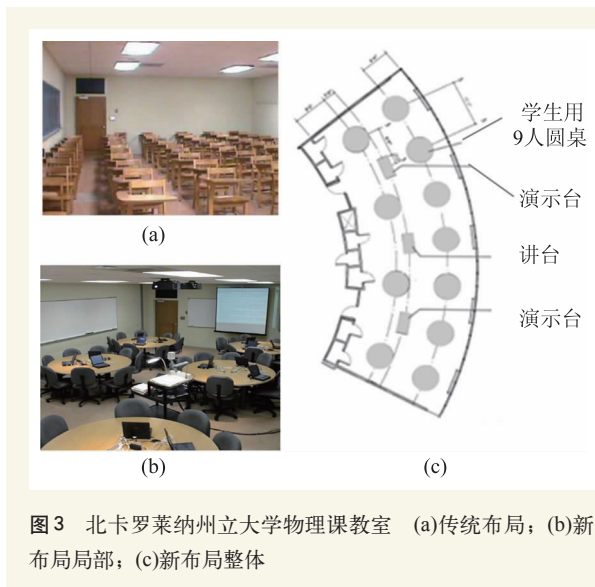 (a)
(b)
学生用
9人圆桌
演示台
讲台
演示台
(c)
图3 北卡罗莱纳州立大学物理课教室 (a)传统布局；(b)新
布局局部；(c)新布局整体